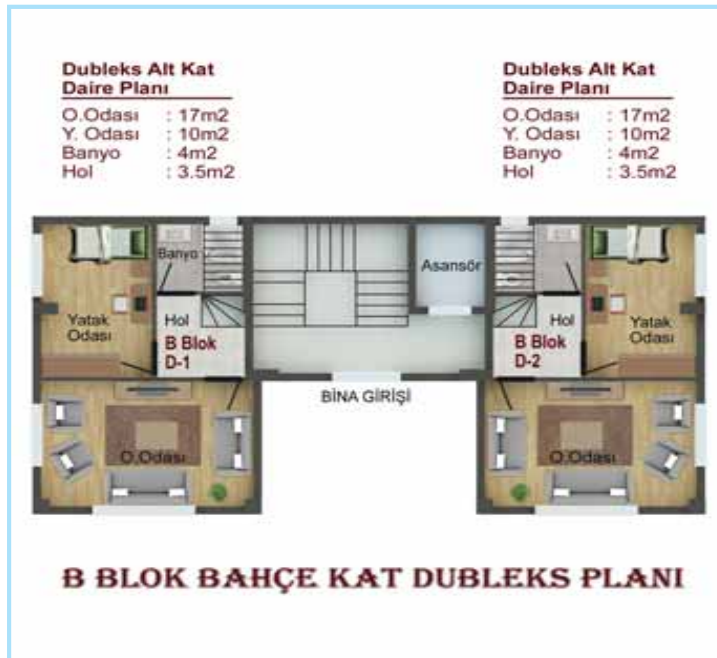 Dubleks Alt Kat
Daire Planı
O.Odası : 17m2
Y. Odası : 10m2
Banyo : 4m2
Hol : 3.5m2
Dubleks Alt Kat
Daire Planı
O.Odası : 17m2
Y. Odası : 10m2
Banyo : 4m2
Hol : 3.5m2
Banyo
Asansör
Yatak
Odası
Hol
B Blok
D-1
Hol
B Blok
D-2
Yatak
Odası
BİNA GİRİŞİ
O.Odası
O.Odası
B BLOK BAHÇE KAT DUBLEKS PLANI